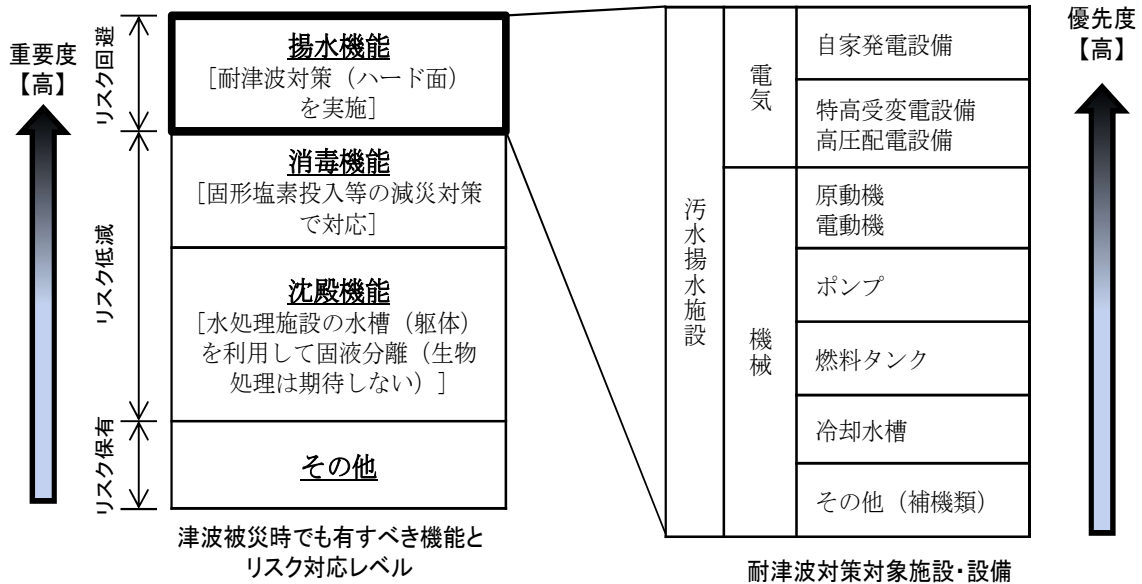 重要度
【高】
リスク回避
リスク低減
リスク保有
揚水機能
[耐津波対策（ハード面）
を実施]
消毒機能
[固形塩素投入等の減災対策
で対応]
沈殿機能
[水処理施設の水槽（躯体）
を利用して固液分離（生物
処理は期待しない）]
その他
津波被災時でも有すべき機能と
リスク対応レベル
汚水揚水施設
電気
自家発電設備
特高受変電設備
高圧配電設備
機械
原動機
電動機
ポンプ
燃料タンク
冷却水槽
その他（補機類）
耐津波対策対象施設・設備
優先度
【高】